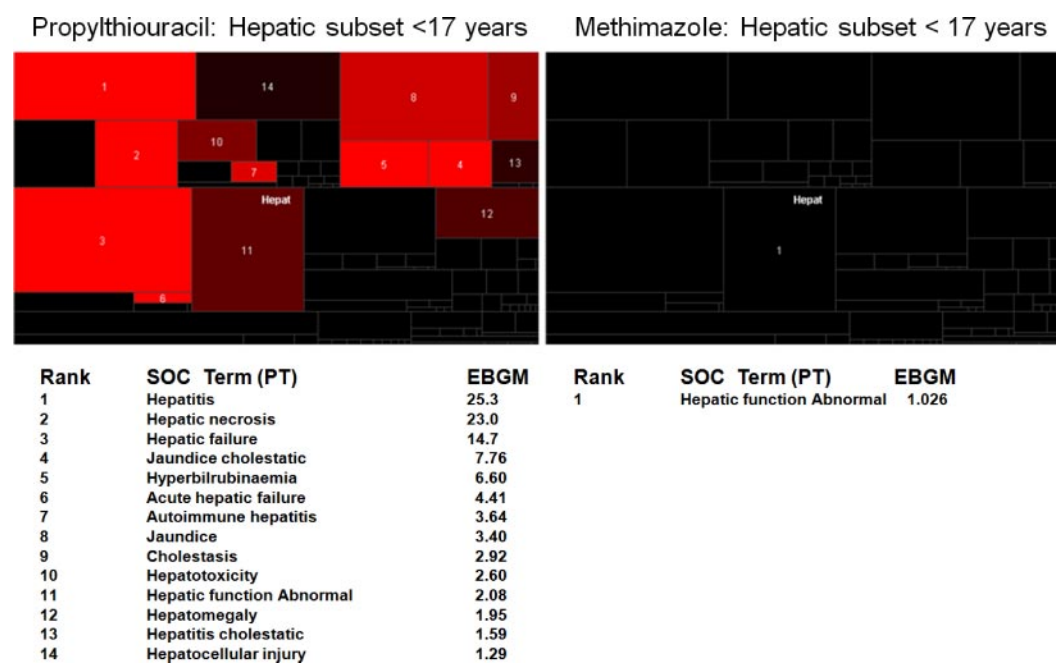 Propylthiouracil: Hepatic subset <17 years
Methimazole: Hepatic subset < 17 years
1
14
8
9
2
10
7
5
4
13
3
Hepat
11
12
6
Hepat
1
Rank SOC Term (PT) EBGM
1 Hepatitis 25.3
2 Hepatic necrosis 23.0
3 Hepatic failure 14.7
4 Jaundice cholestatic 7.76
5 Hyperbilrubinaemia 6.60
6 Acute hepatic failure 4.41
7 Autoimmune hepatitis 3.64
8 Jaundice 3.40
9 Cholestasis 2.92
10 Hepatotoxicity 2.60
11 Hepatic function Abnormal 2.08
12 Hepatomegaly 1.95
13 Hepatitis cholestatic 1.59
14 Hepatocellular injury 1.29
Rank SOC Term (PT) EBGM
1 Hepatic function Abnormal 1.026